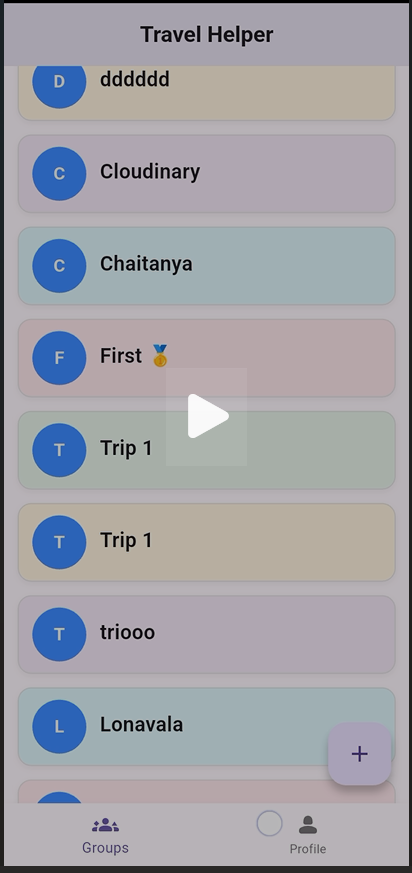 Travel Helper
D dddddd
C Cloudinary
C Chaitanya
F First 🥇
T Trip 1
T Trip 1
T triooo
L Lonavala
+
Groups Profile